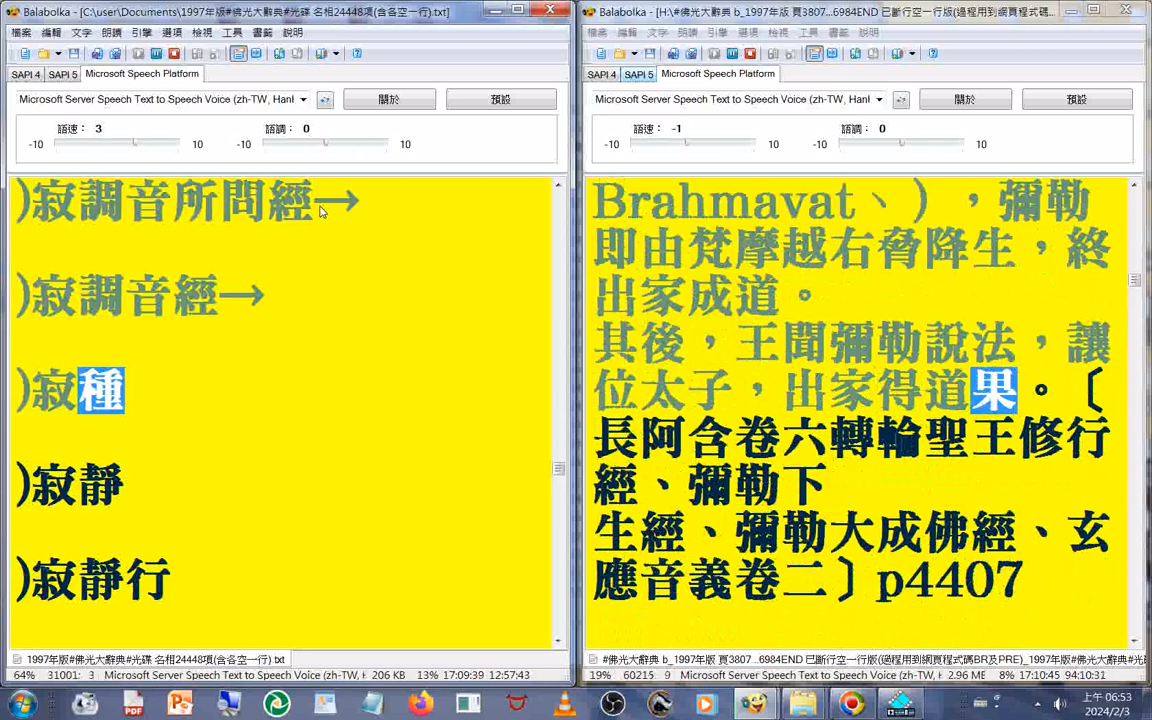 Balabolka - [C:\user\Documents\1997年版#佛光大辭典#光碟 名相24448項(含各空一行).txt]
檔案 編輯 文字 朗讀 引擎 選項 檢視 工具 書籤 說明
SAPI 4 SAPI 5 Microsoft Speech Platform
Microsoft Server Speech Text to Speech Voice (zh-TW, Hanl
關於
預設
語速： 3
語調： 0
-10 10 -10 10
)寂調音所問經→
)寂調音經→
)寂種
)寂靜
)寂靜行
1997年版#佛光大辭典#光碟 名相24448項(含各空一行).txt
64% 31001: 3 Microsoft Server Speech Text to Speech Voice (zh-TW, H 206 KB 13% 17:09:39 12:57:43
Balabolka - [H:\#佛光大辭典 b_1997年版 頁3807...6984END 已斷行空一行版(過程用到網頁程式碼...
檔案 編輯 文字 朗讀 引擎 選項 檢視 工具 書籤 說明
SAPI 4 SAPI 5 Microsoft Speech Platform
Microsoft Server Speech Text to Speech Voice (zh-TW, Hanl
關於
預設
語速： -1
語調： 0
-10 10 -10 10
Brahmavat、），彌勒
即由梵摩越右脅降生，終
出家成道。
其後，王聞彌勒說法，讓
位太子，出家得道果。〔
長阿含卷六轉輪聖王修行
經、彌勒下
生經、彌勒大成佛經、玄
應音義卷二〕p4407
#佛光大辭典 b_1997年版 頁3807...6984END 已斷行空一行版(過程用到網頁程式碼BR及PRE)_1997年版#光
19% 60215: 9 Microsoft Server Speech Text to Speech Voice (zh-TW, H 2.96 ME 8% 17:10:45 94:10:31
上午 06:53
2024/2/3